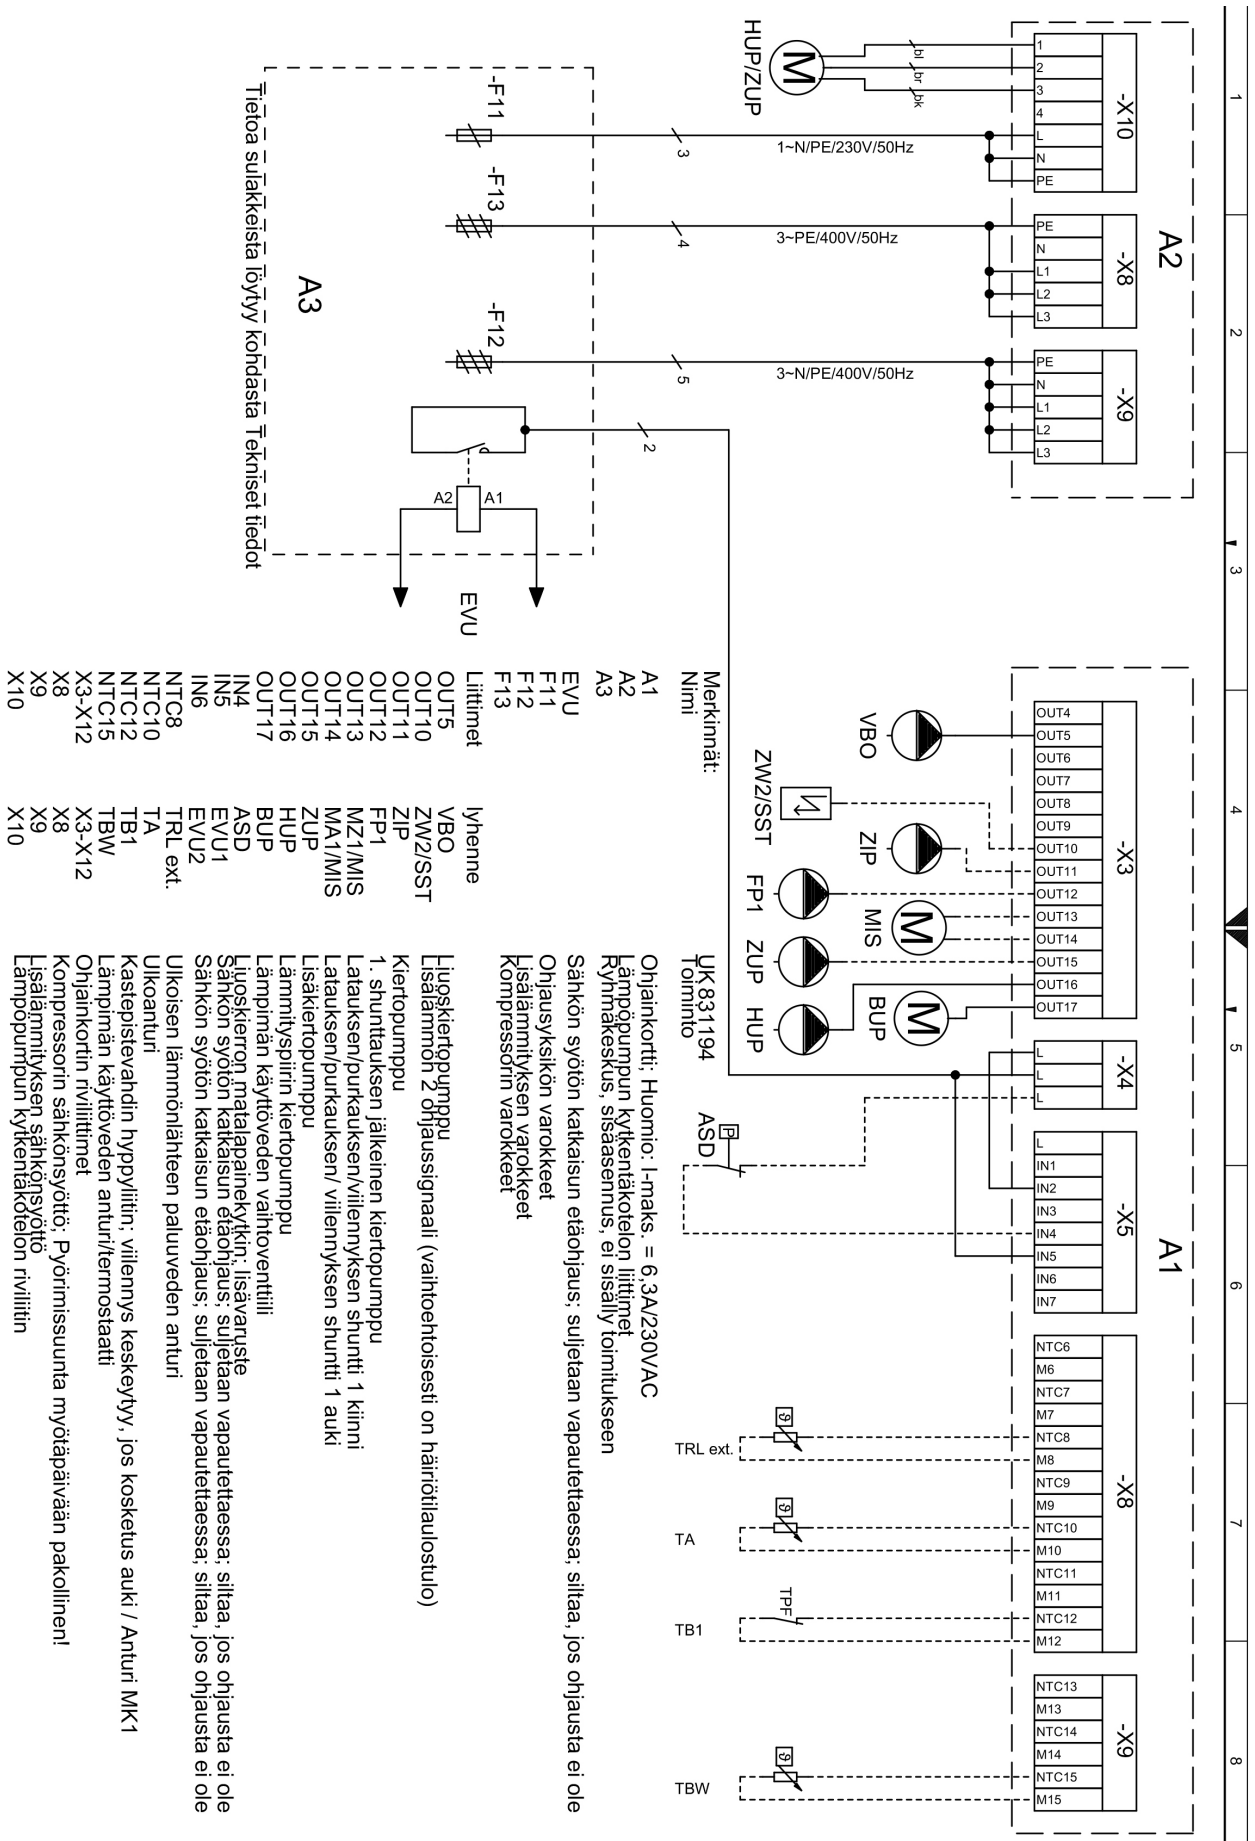 1
2
3
4
5
6
7
8
A2
-X10
1
2
3
4
L
N
PE
-X8
PE
N
L1
L2
L3
-X9
PE
N
L1
L2
L3
bl
br
bk
M
HUP/ZUP
1~N/PE/230V/50Hz
3
3~PE/400V/50Hz
4
3~N/PE/400V/50Hz
5
2
-F11
-F13
-F12
A3
A2
A1
EVU
Tietoa sulakkeista löytyy kohdasta Tekniset tiedot
A1
-X3
OUT4
OUT5
OUT6
OUT7
OUT8
OUT9
OUT10
OUT11
OUT12
OUT13
OUT14
OUT15
OUT16
OUT17
-X4
L
L
L
-X5
L
IN1
IN2
IN3
IN4
IN5
IN6
IN7
-X8
NTC6
M6
NTC7
M7
NTC8
M8
NTC9
M9
NTC10
M10
NTC11
M11
NTC12
M12
-X9
NTC13
M13
NTC14
M14
NTC15
M15
VBO
ZW2/SST
ZIP
FP1
M
MIS
ZUP
HUP
M
BUP
P
ASD
ϑ
TRL ext.
ϑ
TA
TPF
TB1
ϑ
TBW
Merkinnät: UK 831194
Nimi Toiminto
A1 Ohjainkortti; Huomio: I-maks. = 6,3A/230VAC
A2 Lämpöpumpun kytkentäkotelon liittimet
A3 Ryhmäkeskus, sisäasennus, ei sisälly toimitukseen
EVU Sähkön syötön katkaisun etäohjaus; suljetaan vapautettaessa; siltaa, jos ohjausta ei ole
F11 Ohjausyksikön varokkeet
F12 Lisälämmityksen varokkeet
F13 Kompressorin varokkeet
Liittimet lyhenne
OUT5 VBO Liuoskiertopumppu
OUT10 ZW2/SST Lisälämmön 2 ohjaussignaali (vaihtoehtoisesti on häiriötilaulostulo)
OUT11 ZIP Kiertopumppu
OUT12 FP1 1. shunttauksen jälkeinen kiertopumppu
OUT13 MZ1/MIS Latauksen/purkauksen/viilennyksen shuntti 1 kiinni
OUT14 MA1/MIS Latauksen/purkauksen/ viilennyksen shuntti 1 auki
OUT15 ZUP Lisäkiertopumppu
OUT16 HUP Lämmityspiirin kiertopumppu
OUT17 BUP Lämpimän käyttöveden vaihtoventtiili
IN4 ASD Liuoskierron matalapainekytkin; lisävaruste
IN5 EVU1 Sähkön syötön katkaisun etäohjaus; suljetaan vapautettaessa; siltaa, jos ohjausta ei ole
IN6 EVU2 Sähkön syötön katkaisun etäohjaus; suljetaan vapautettaessa; siltaa, jos ohjausta ei ole
NTC8 TRL ext. Ulkoisen lämmönlähteen paluuveden anturi
NTC10 TA Ulkoanturi
NTC12 TB1 Kastepistevahdin hyppyliitin; viilennys keskeytyy, jos kosketus auki / Anturi MK1
NTC15 TBW Lämpimän käyttöveden anturi/termostaatti
X3-X12 X3-X12 Ohjainkortin riviliittimet
X8 X8 Kompressorin sähkönsyöttö; Pyörimissuunta myötäpäivään pakollinen!
X9 X9 Lisälämmityksen sähkönsyöttö
X10 X10 Lämpöpumpun kytkentäkotelon riviliitin